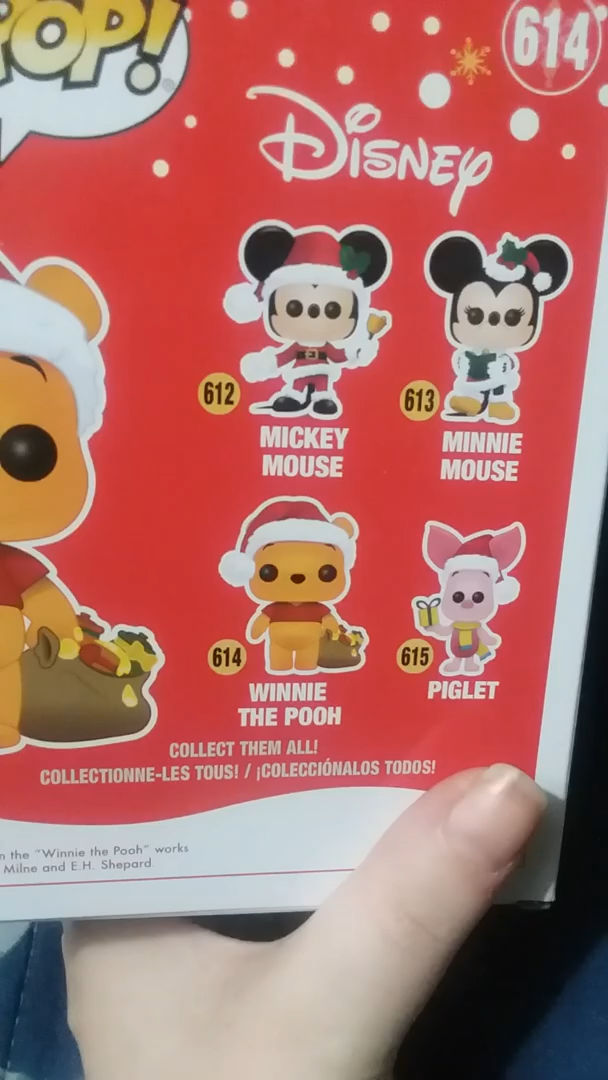 POP!
614
DISNEY
612
MICKEY
MOUSE
613
MINNIE
MOUSE
614
WINNIE
THE POOH
615
PIGLET
COLLECT THEM ALL!
COLLECTIONNE-LES TOUS! / ¡COLECCIÓNALOS TODOS!
the "Winnie the Pooh" works
Milne and E.H. Shepard.